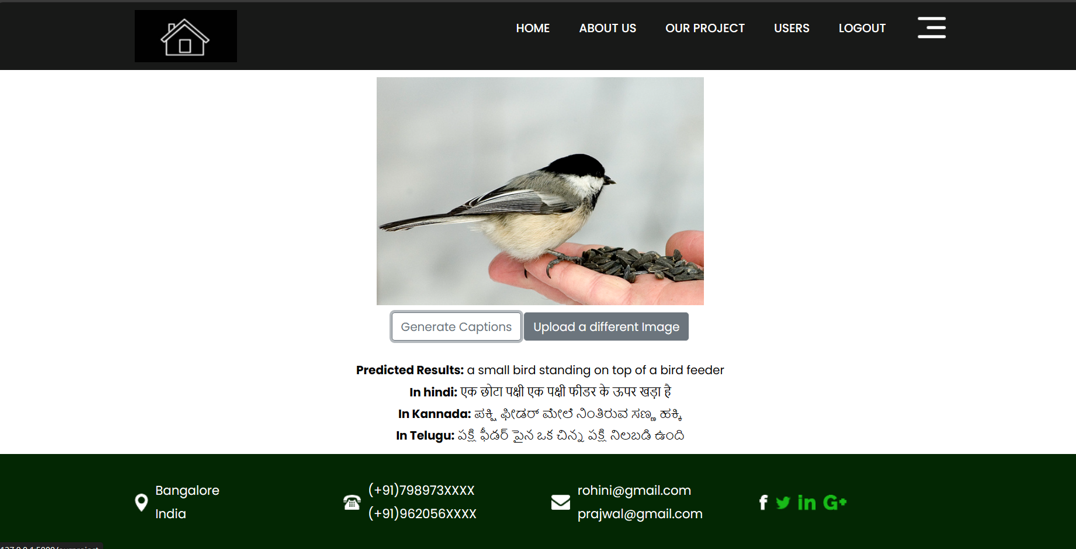 HOME ABOUT US OUR PROJECT USERS LOGOUT
Generate Captions Upload a different Image
Predicted Results: a small bird standing on top of a bird feeder
In hindi: एक छोटा पक्षी एक पक्षी फीडर के ऊपर खड़ा है
In Kannada: ಪಕ್ಷಿ ಫೀಡರ್ ಮೇಲೆ ನಿಂತಿರುವ ಸಣ್ಣ ಹಕ್ಕಿ
In Telugu: పక్షి ఫీడర్ పైన ఒక చిన్న పక్షి నిలబడి ఉంది
Bangalore
India
(+91)798973XXXX
(+91)962056XXXX
rohini@gmail.com
prajwal@gmail.com